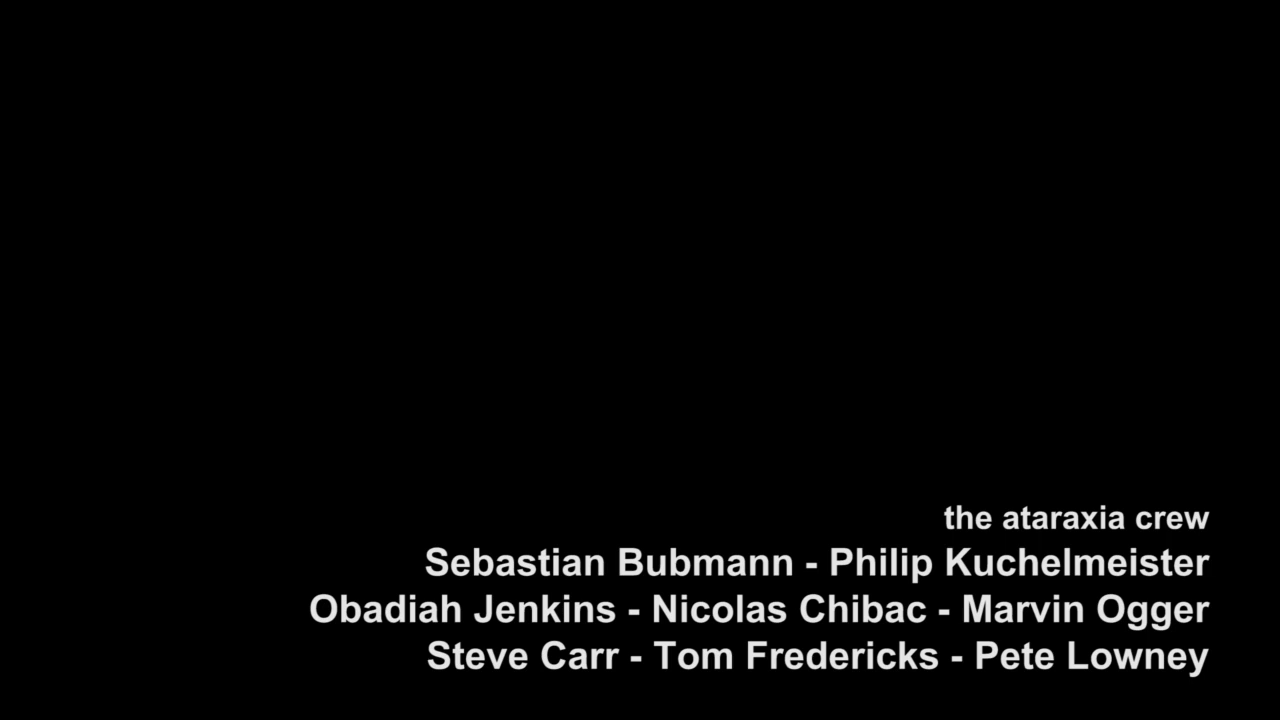 the ataraxia crew
Sebastian Bubmann - Philip Kuchelmeister
Obadiah Jenkins - Nicolas Chibac - Marvin Ogger
Steve Carr - Tom Fredericks - Pete Lowney